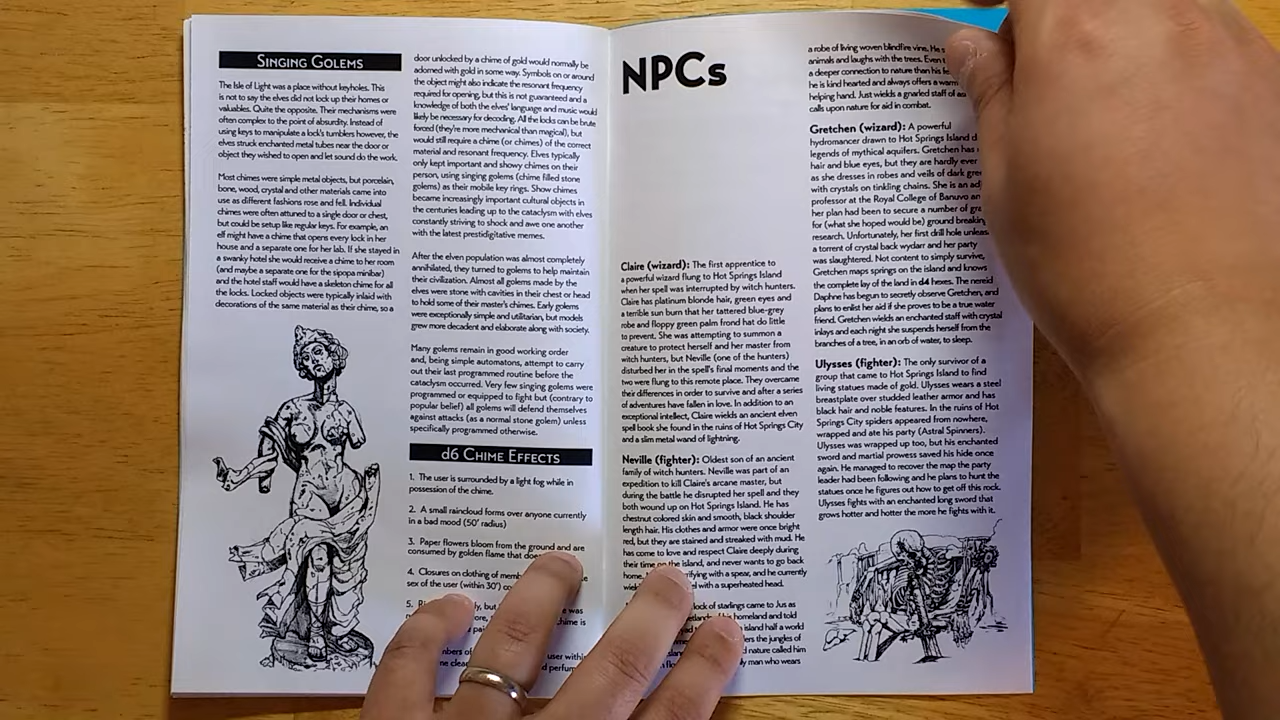 SINGING GOLEMS
The Isle of Light was a place without keyholes. This
is not to say the elves did not lock up their homes or
valuables. Quite the opposite. Their mechanisms were
often complex to the point of absurdity. Instead of
using keys to manipulate a lock's tumblers however, the
elves struck enchanted metal tubes near the door or
object they wished to open and let sound do the work.
Most chimes were simple metal objects, but porcelain,
bone, wood, crystal and other materials came into
use as different fashions rose and fell. Individual
chimes were often attuned to a single door or chest,
but could be setup like regular keys. For example, an
elf might have a chime that opens every lock in her
house and a separate one for her lab. If she stayed in
a swanky hotel she would receive a chime to her room
(and maybe a separate one for the sipopa minibar)
and the hotel staff would have a skeleton chime for all
the locks. Locked objects were typically inlaid with
decorations of the same material as their chime, so a
door unlocked by a chime of gold would normally be
adorned with gold in some way. Symbols on or around
the object might also indicate the resonant frequency
required for opening, but this is not guaranteed and a
knowledge of both the elves' language and music would
likely be necessary for decoding. All the locks can be brute
forced (they're more mechanical than magical), but
would still require a chime (or chimes) of the correct
material and resonant frequency. Elves typically
only kept important and showy chimes on their
person, using singing golems (chime filled stone
golems) as their mobile key rings. Show chimes
became increasingly important cultural objects in
the centuries leading up to the cataclysm with elves
constantly striving to shock and awe one another
with the latest prestidigitative memes.
After the elven population was almost completely
annihilated, they turned to golems to help maintain
their civilization. Almost all golems made by the
elves were stone with cavities in their chest or head
to hold some of their master's chimes. Early golems
were exceptionally simple and utilitarian, but models
grew more decadent and elaborate along with society.
Many golems remain in good working order
and, being simple automatons, attempt to carry
out their last programmed routine before the
cataclysm occurred. Very few singing golems were
programmed or equipped to fight but (contrary to
popular belief) all golems will defend themselves
against attacks (as a normal stone golem) unless
specifically programmed otherwise.
d6 CHIME EFFECTS
1. The user is surrounded by a light fog while in
possession of the chime.
2. A small raincloud forms over anyone currently
in a bad mood (50' radius)
3. Paper flowers bloom from the ground and are
consumed by golden flame that
4. Closures on clothing of
sex of the user (within 30')
5.
NPCs
Claire (wizard): The first apprentice to
a powerful wizard flung to Hot Springs Island
when her spell was interrupted by witch hunters.
Claire has platinum blonde hair, green eyes and
a terrible sun burn that her tattered blue-grey
robe and floppy green palm frond hat do little
to prevent. She was attempting to summon a
creature to protect herself and her master from
witch hunters, but Neville (one of the hunters)
disturbed her in the spell's final moments and the
two were flung to this remote place. They overcame
their differences in order to survive and after a series
of adventures have fallen in love. In addition to an
exceptional intellect, Claire wields an ancient elven
spell book she found in the ruins of Hot Springs City
and a slim metal wand of lightning.
Neville (fighter): Oldest son of an ancient
family of witch hunters. Neville was part of an
expedition to kill Claire's arcane master, but
during the battle he disrupted her spell and they
both wound up on Hot Springs Island. He has
chestnut colored skin and smooth, black shoulder
length hair. His clothes and armor were once bright
red, but they are stained and streaked with mud. He
has come to love and respect Claire deeply during
their time on the island, and never wants to go back
home. with a spear, and he currently
with a superheated head.
flock of starlings came to Jus as
his homeland and told
island half a world
the jungles of
nature called him
man who wears
a robe of living woven blindfire vine. He
animals and laughs with the trees. Even
a deeper connection to nature than his
he is kind hearted and always offers a warm
helping hand. Just wields a gnarled staff of
calls upon nature for aid in combat.
Gretchen (wizard): A powerful
hydromancer drawn to Hot Springs Island
legends of mythical aquifers. Gretchen has
hair and blue eyes, but they are hardly ever
as she dresses in robes and veils of dark
with crystals on tinkling chains. She is an
professor at the Royal College of Banuvo
her plan had been to secure a number of
for (what she hoped would be) ground breaking
research. Unfortunately, her first drill hole
a torrent of crystal back wydarr and her party
was slaughtered. Not content to simply survive,
Gretchen maps springs on the island and knows
the complete lay of the land in d4 hexes. The nereid
Daphne has begun to secretly observe Gretchen, and
plans to enlist her aid if she proves to be a true water
friend. Gretchen wields an enchanted staff with crystal
inlays and each night she suspends herself from the
branches of a tree, in an orb of water, to sleep.
Ulysses (fighter): The only survivor of a
group that came to Hot Springs Island to find
living statues made of gold. Ulysses wears a steel
breastplate over studded leather armor and has
black hair and noble features. In the ruins of Hot
Springs City spiders appeared from nowhere,
wrapped and ate his party (Astral Spinners).
Ulysses was wrapped up too, but his enchanted
sword and martial prowess saved his hide once
again. He managed to recover the map the party
leader had been following and he plans to hunt the
statues once he figures out how to get off this rock.
Ulysses fights with an enchanted long sword that
grows hotter and hotter the more he fights with it.